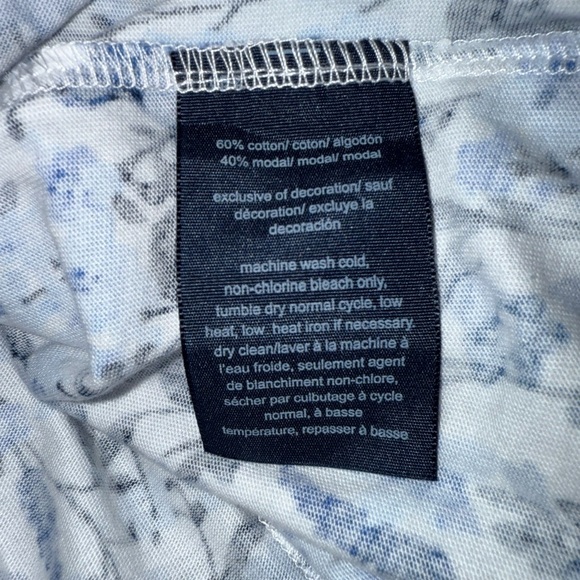 60% cotton/ coton/ algodón
40% modal/ modal/ modal
exclusive of decoration/ sauf
décoration/ excluye la
decoración
machine wash cold,
non-chlorine bleach only,
tumble dry normal cycle, low
heat, low heat iron if necessary.
dry clean/laver à la machine à
l'eau froide, seulement agent
de blanchiment non-chlore,
sécher par culbutage à cycle
normal, à basse
température, repasser à basse